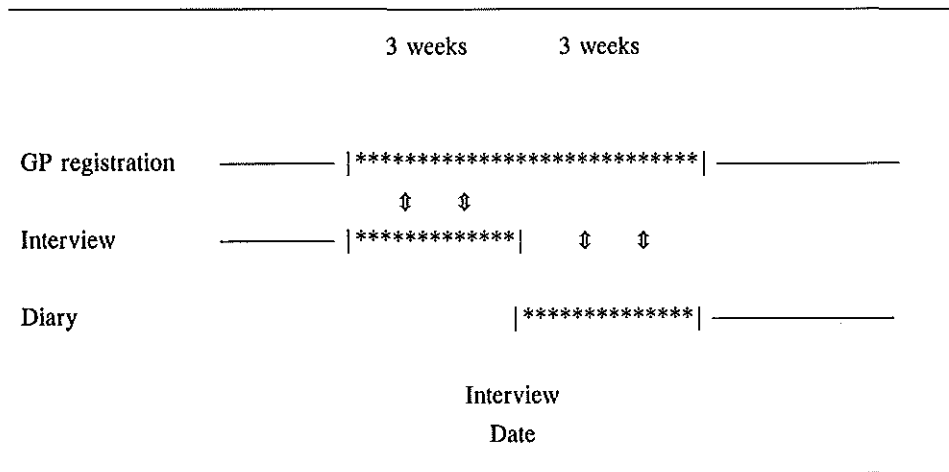 3 weeks 3 weeks
GP registration |***************************|
⇕ ⇕
Interview |*************| ⇕ ⇕
Diary |**************|
Interview
Date